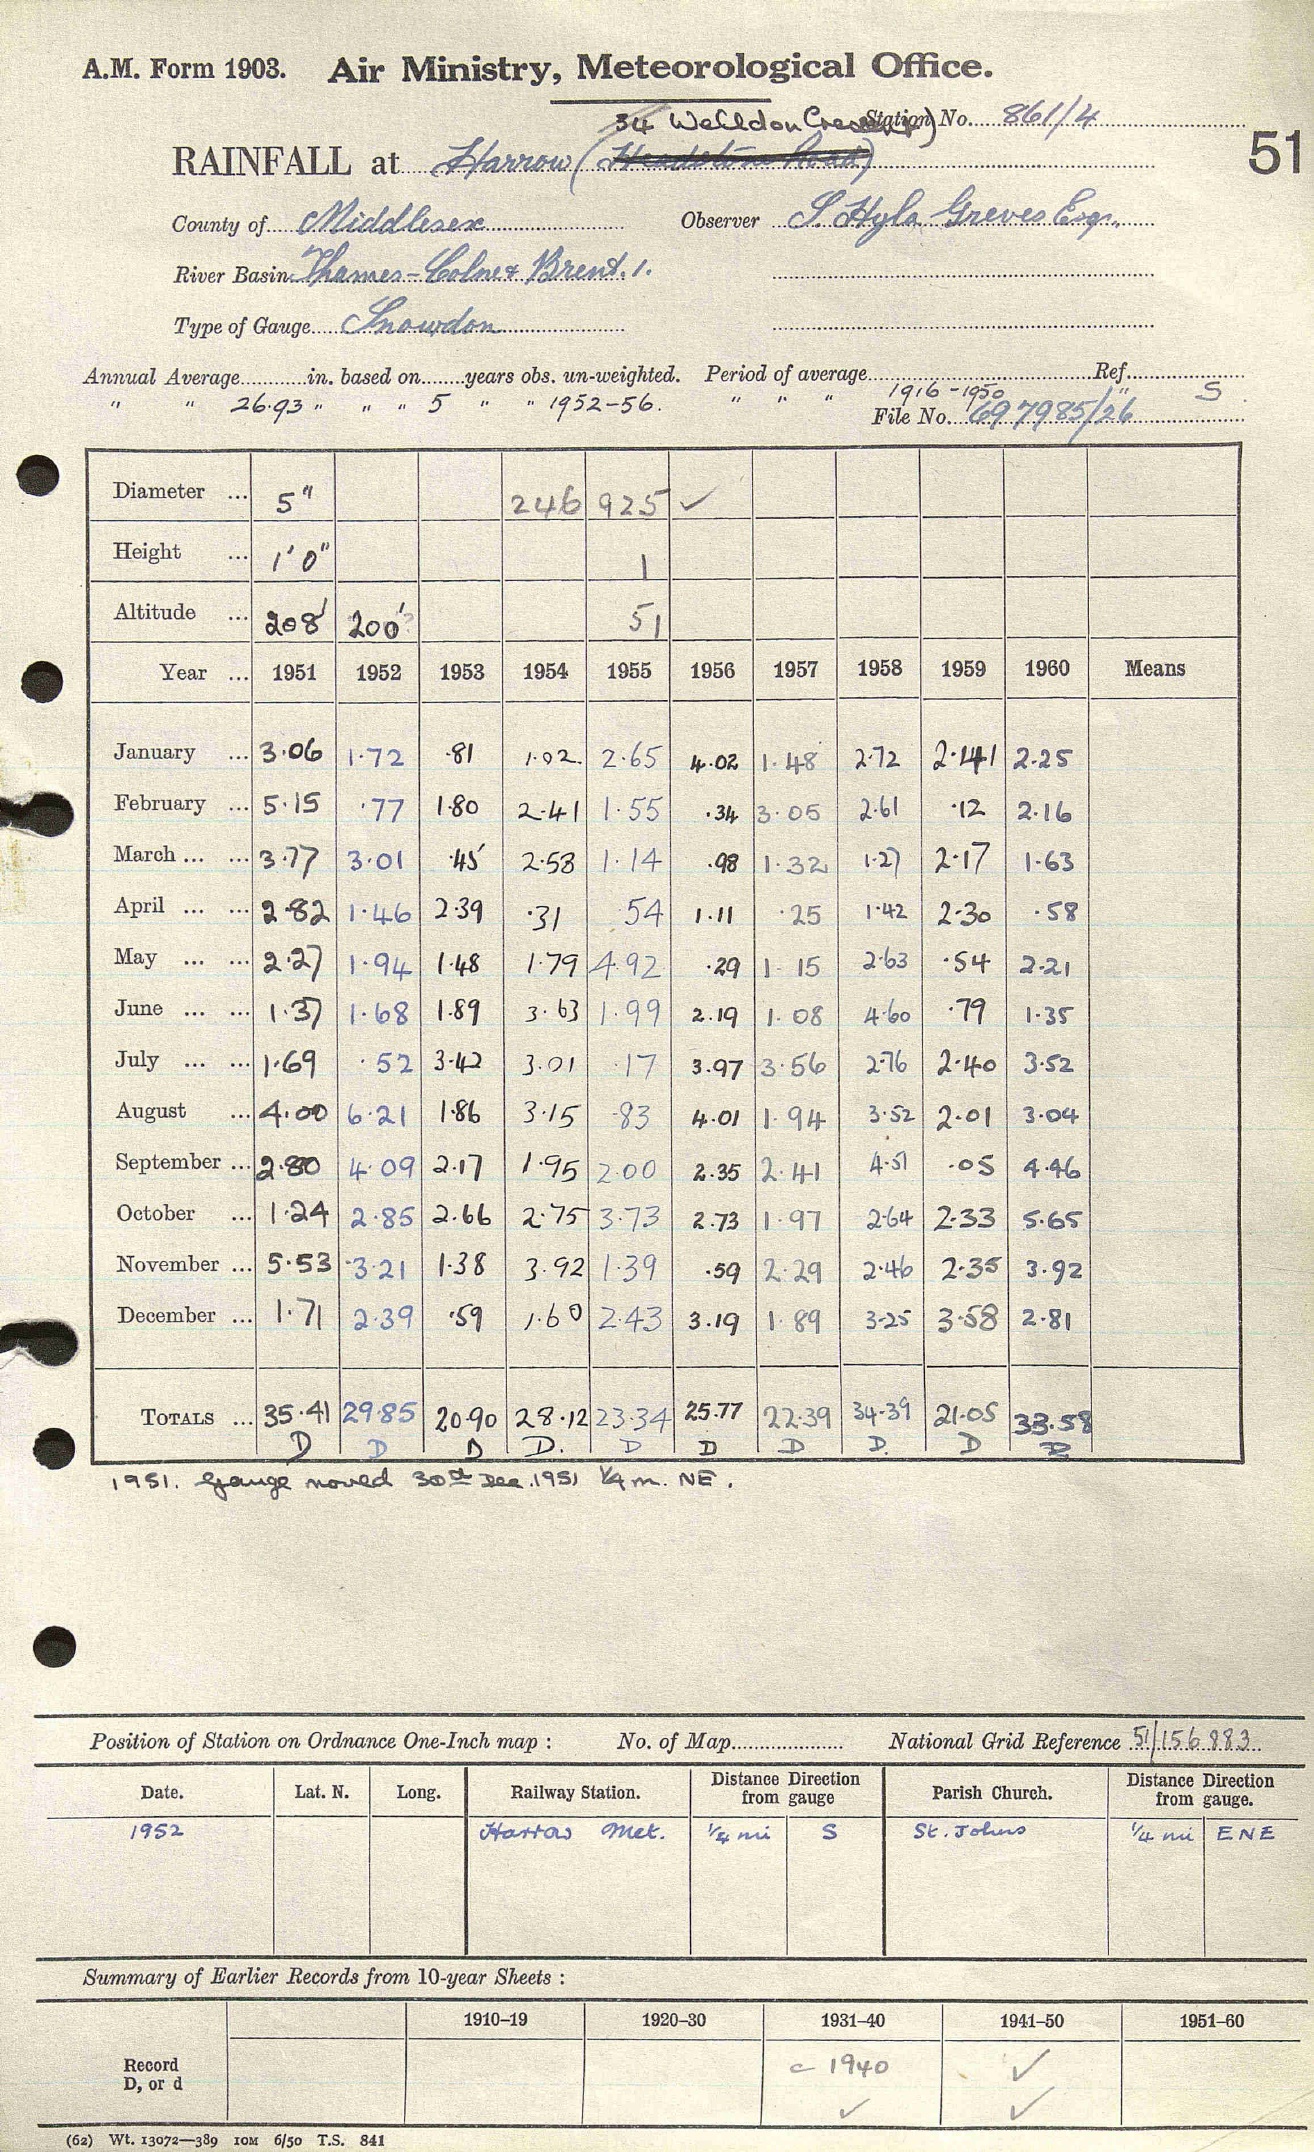 A.M. Form 1903. Air Ministry, Meteorological Office.
34 Welldon Crescent) Station No. 861/4
RAINFALL at Harrow (Headstone Road) 51
County of Middlesex Observer S. Hyla Greves Esqr.
River Basin Thames-Colne & Brent. 1.
Type of Gauge Snowdon
Annual Average in. based on years obs. un-weighted. Period of average Ref.
" " 26.93 " " " 5 " " 1952-56. " " " 1916-1950 " S
File No. 697985/26
Diameter ... 5" 246 925 ✓
Height ... 1'0" 1
Altitude ... 208' 200'? 51
Year ... 1951 1952 1953 1954 1955 1956 1957 1958 1959 1960 Means
January ... 3.06 1.72 .81 1.02 2.65 4.02 1.48 2.72 2.41 2.25
February ... 5.15 .77 1.80 2.41 1.55 .34 3.05 2.61 .12 2.16
March ... ... 3.77 3.01 .45 2.58 1.14 .98 1.32 1.27 2.17 1.63
April ... ... 2.82 1.46 2.39 .31 .54 1.11 .25 1.42 2.30 .58
May ... ... 2.27 1.94 1.48 1.79 4.92 .29 1.15 2.63 .54 2.21
June ... ... 1.37 1.68 1.89 3.63 1.99 2.19 1.08 4.60 .79 1.35
July ... ... 1.69 .52 3.42 3.01 .17 3.97 3.56 2.76 2.40 3.52
August ... 4.00 6.21 1.86 3.15 .83 4.01 1.94 3.52 2.01 3.04
September ... 2.80 4.09 2.17 1.95 2.00 2.35 2.41 4.51 .05 4.46
October ... 1.24 2.85 2.66 2.75 3.73 2.73 1.97 2.64 2.33 5.65
November ... 5.53 3.21 1.38 3.92 1.39 .59 2.29 2.46 2.35 3.92
December ... 1.71 2.39 .59 1.60 2.43 3.19 1.89 3.25 3.58 2.81
TOTALS ... 35.41 29.85 20.90 28.12 23.34 25.77 22.39 34.39 21.05 33.58
D D D D. D D D D. D D
1951. Gauge moved 30th Dec. 1951 ¼ m. NE.
Position of Station on Ordnance One-Inch map : No. of Map National Grid Reference 51/156883
Date. Lat. N. Long. Railway Station. Distance Direction from gauge Parish Church. Distance Direction from gauge.
1952 Harrow Met. ¼ mi S St. Johns ¼ mi ENE
Summary of Earlier Records from 10-year Sheets :
1910–19 1920–30 1931–40 1941–50 1951–60
Record D, or d c 1940 ✓
✓ ✓
(62) Wt. 13072—389 10M 6/50 T.S. 841